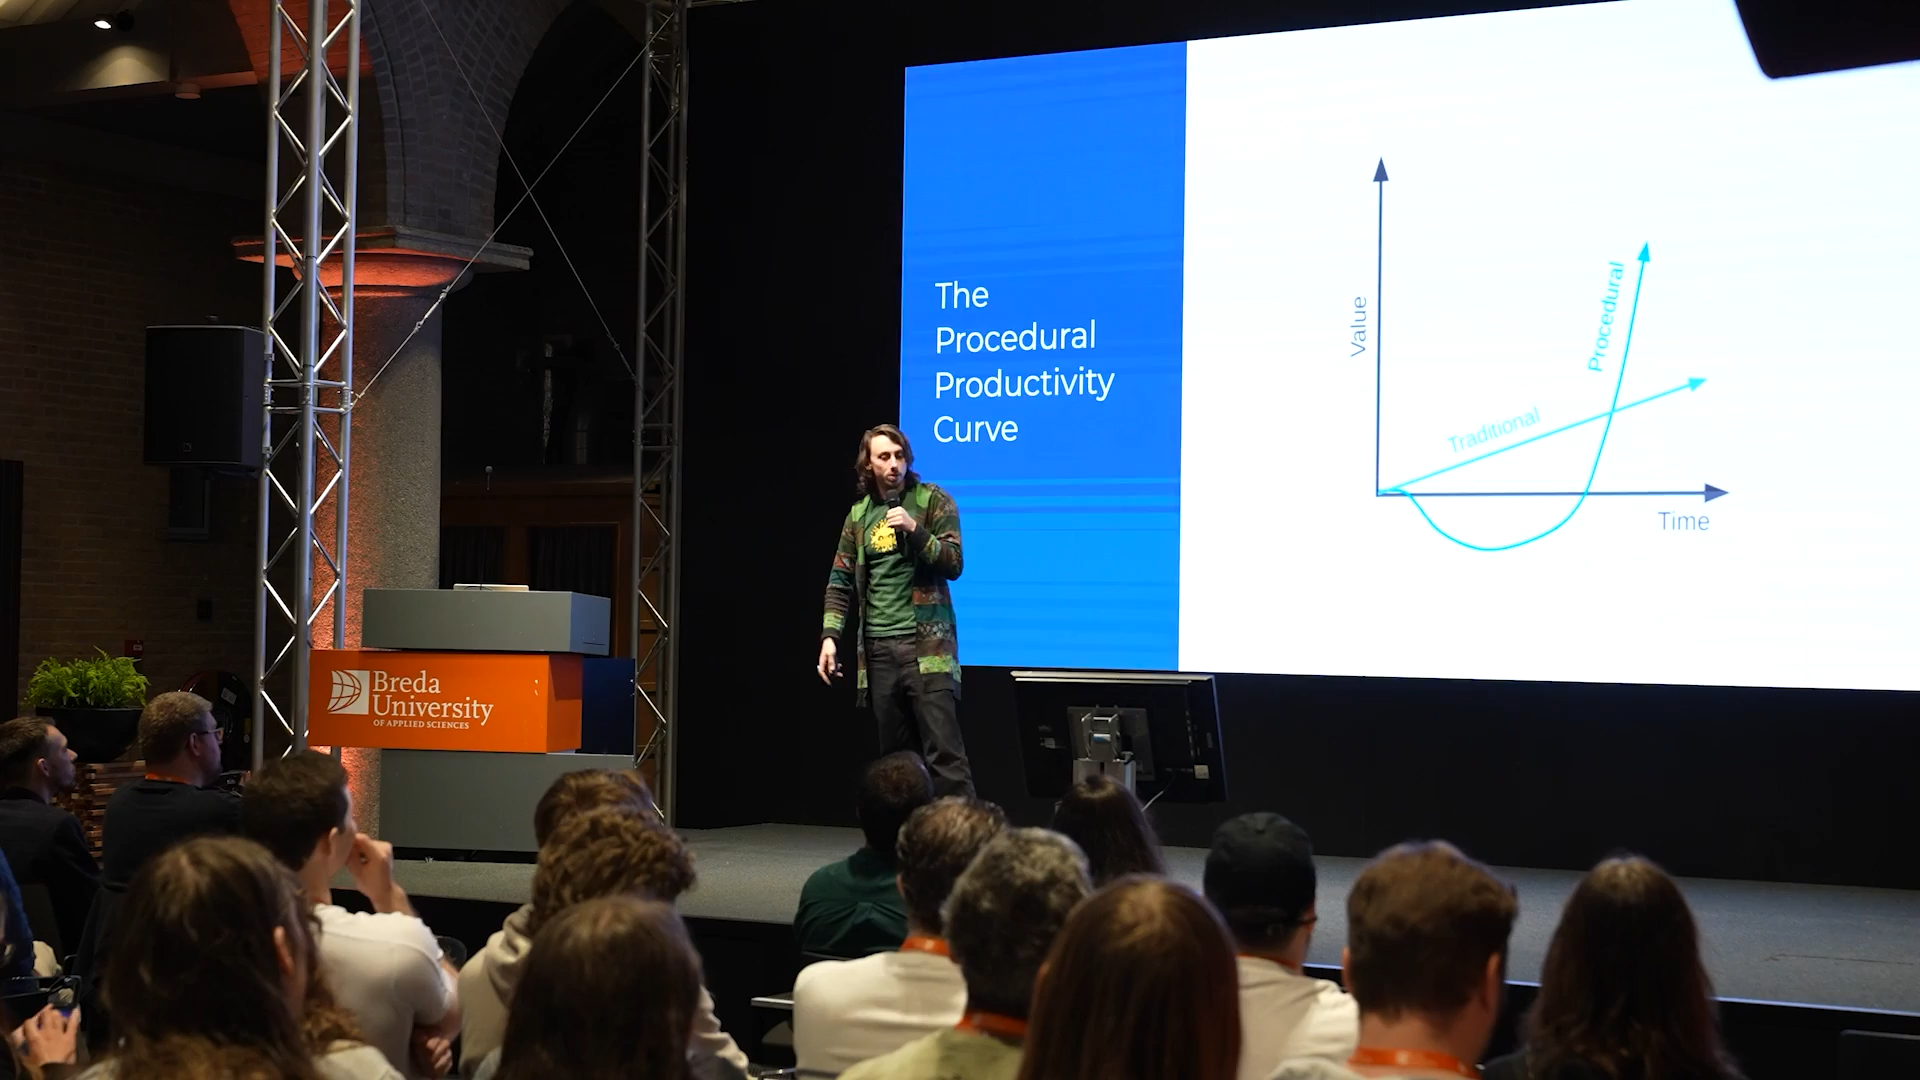 The
Procedural
Productivity
Curve
Value
Procedural
Traditional
Time
Breda
University
OF APPLIED SCIENCES